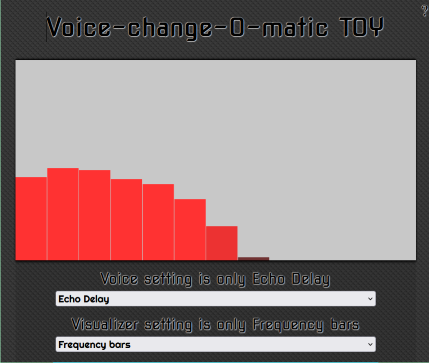 Voice-change-O-matic TOY
?
Voice setting is only Echo Delay
Echo Delay
Visualizer setting is only Frequency bars
Frequency bars